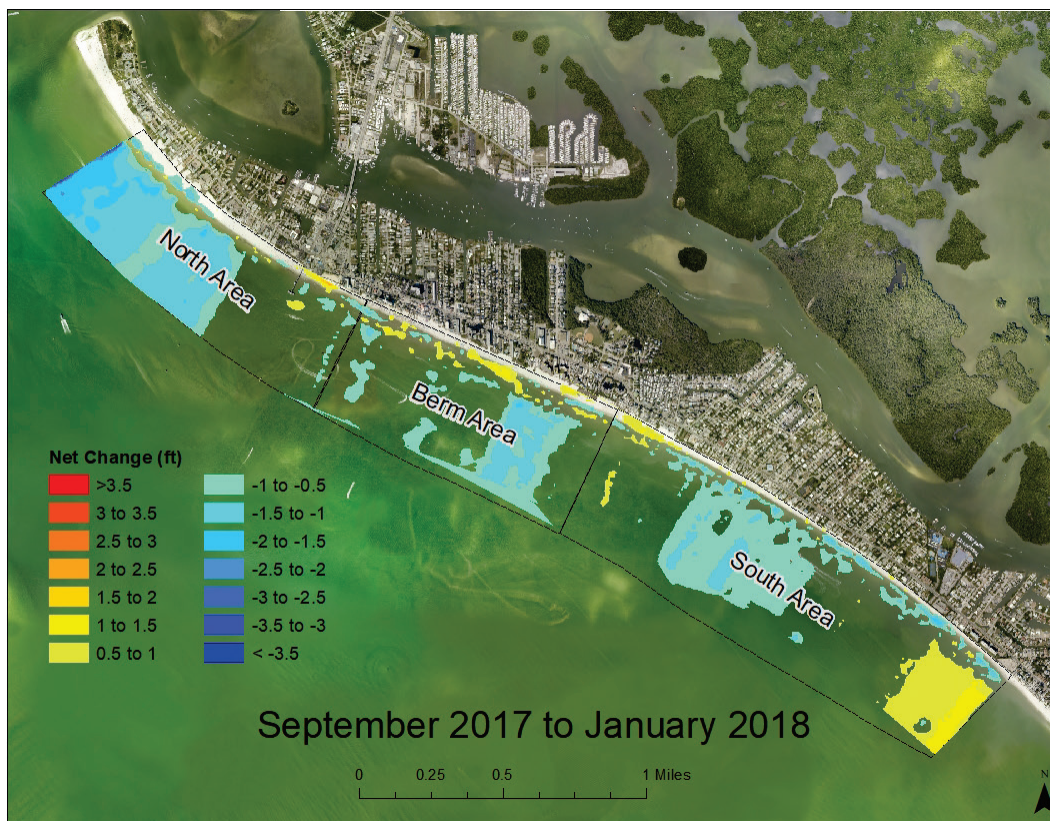 North Area
Berm Area
South Area
Net Change (ft)
>3.5
3 to 3.5
2.5 to 3
2 to 2.5
1.5 to 2
1 to 1.5
0.5 to 1
-1 to -0.5
-1.5 to -1
-2 to -1.5
-2.5 to -2
-3 to -2.5
-3.5 to -3
< -3.5
September 2017 to January 2018
0 0.25 0.5 1 Miles
N